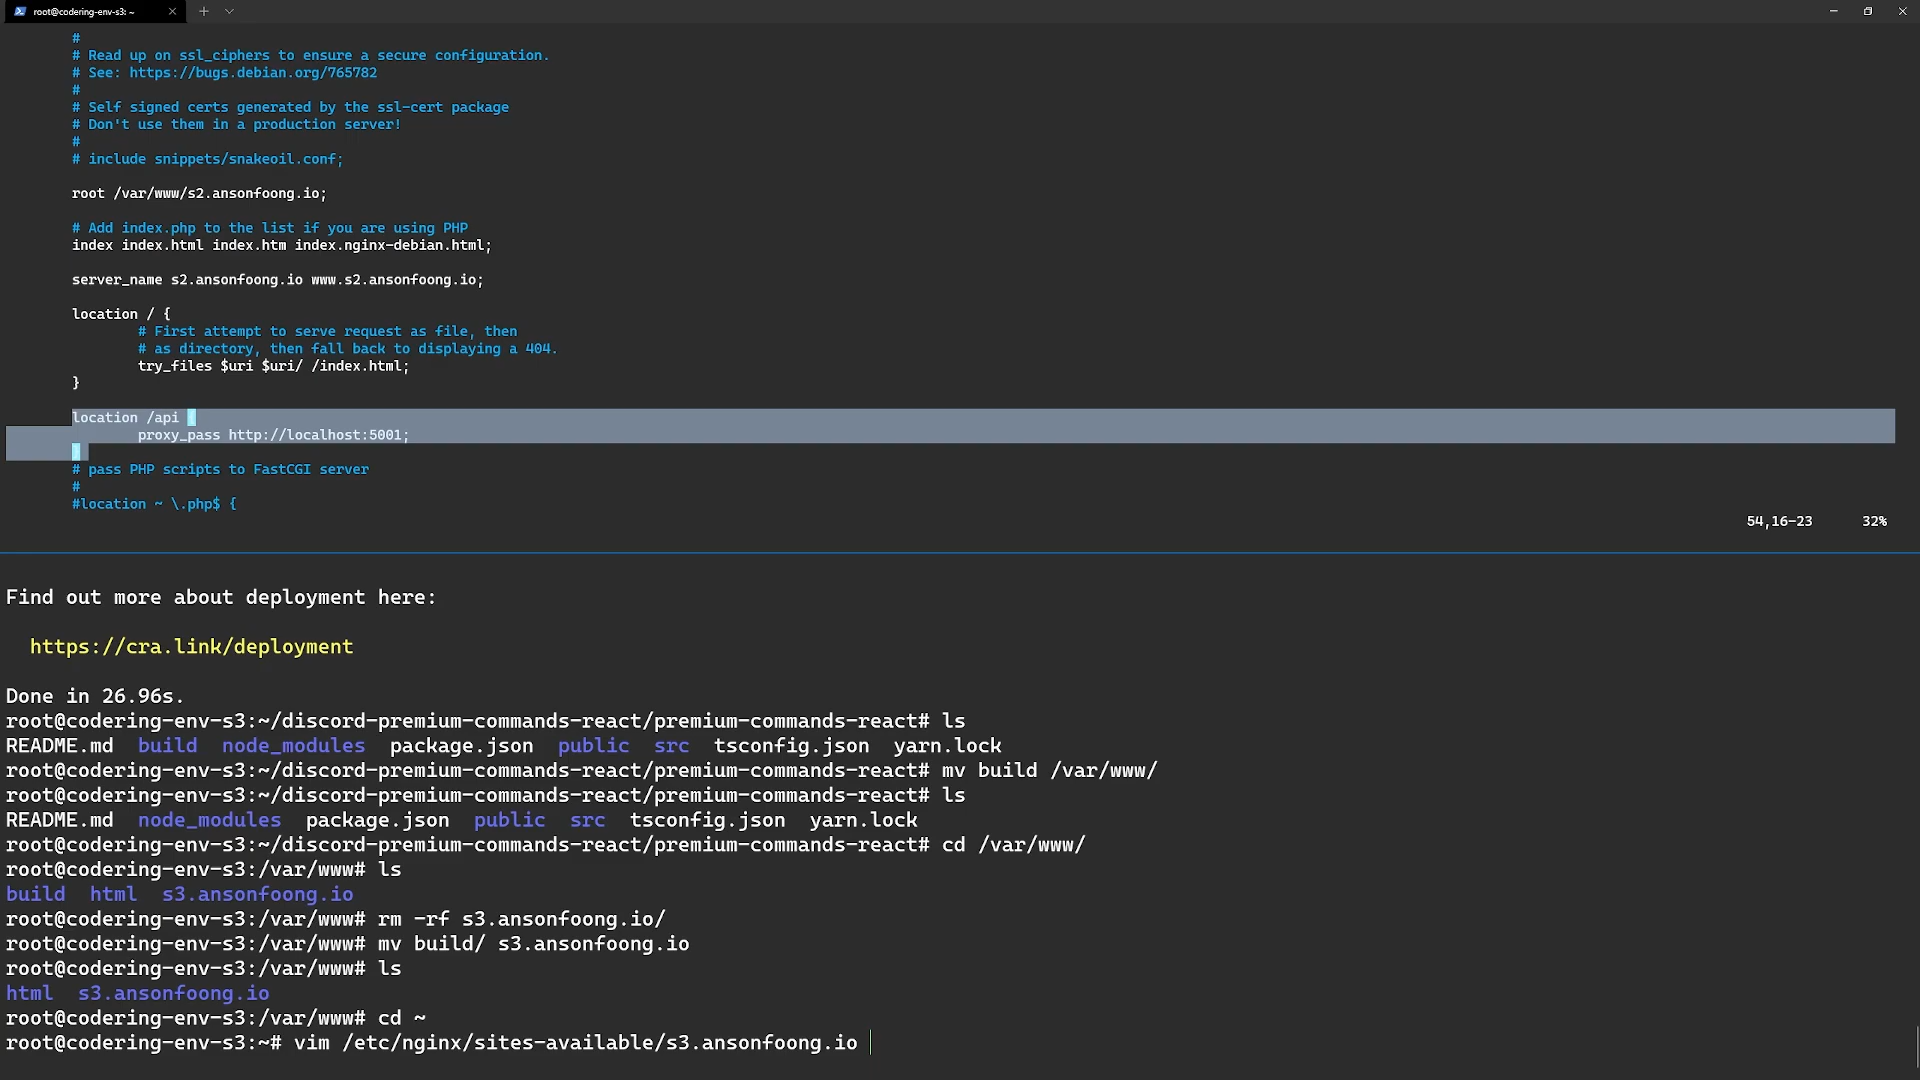 root@codering-env-s3: ~
#
# Read up on ssl_ciphers to ensure a secure configuration.
# See: https://bugs.debian.org/765782
#
# Self signed certs generated by the ssl-cert package
# Don't use them in a production server!
#
# include snippets/snakeoil.conf;
root /var/www/s2.ansonfoong.io;
# Add index.php to the list if you are using PHP
index index.html index.htm index.nginx-debian.html;
server_name s2.ansonfoong.io www.s2.ansonfoong.io;
location / {
# First attempt to serve request as file, then
# as directory, then fall back to displaying a 404.
try_files $uri $uri/ /index.html;
}
location /api {
proxy_pass http://localhost:5001;
}
# pass PHP scripts to FastCGI server
#
#location ~ \.php$ {
54,16-23 32%
Find out more about deployment here:
https://cra.link/deployment
Done in 26.96s.
root@codering-env-s3:~/discord-premium-commands-react/premium-commands-react# ls
README.md build node_modules package.json public src tsconfig.json yarn.lock
root@codering-env-s3:~/discord-premium-commands-react/premium-commands-react# mv build /var/www/
root@codering-env-s3:~/discord-premium-commands-react/premium-commands-react# ls
README.md node_modules package.json public src tsconfig.json yarn.lock
root@codering-env-s3:~/discord-premium-commands-react/premium-commands-react# cd /var/www/
root@codering-env-s3:/var/www# ls
build html s3.ansonfoong.io
root@codering-env-s3:/var/www# rm -rf s3.ansonfoong.io/
root@codering-env-s3:/var/www# mv build/ s3.ansonfoong.io
root@codering-env-s3:/var/www# ls
html s3.ansonfoong.io
root@codering-env-s3:/var/www# cd ~
root@codering-env-s3:~# vim /etc/nginx/sites-available/s3.ansonfoong.io